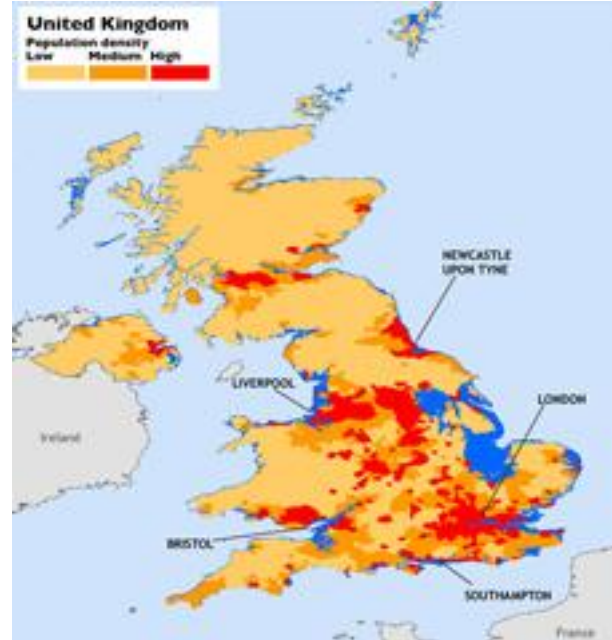 United Kingdom
Population density
Low Medium High
NEWCASTLE
UPON TYNE
LIVERPOOL
LONDON
Ireland
BRISTOL
SOUTHAMPTON
France